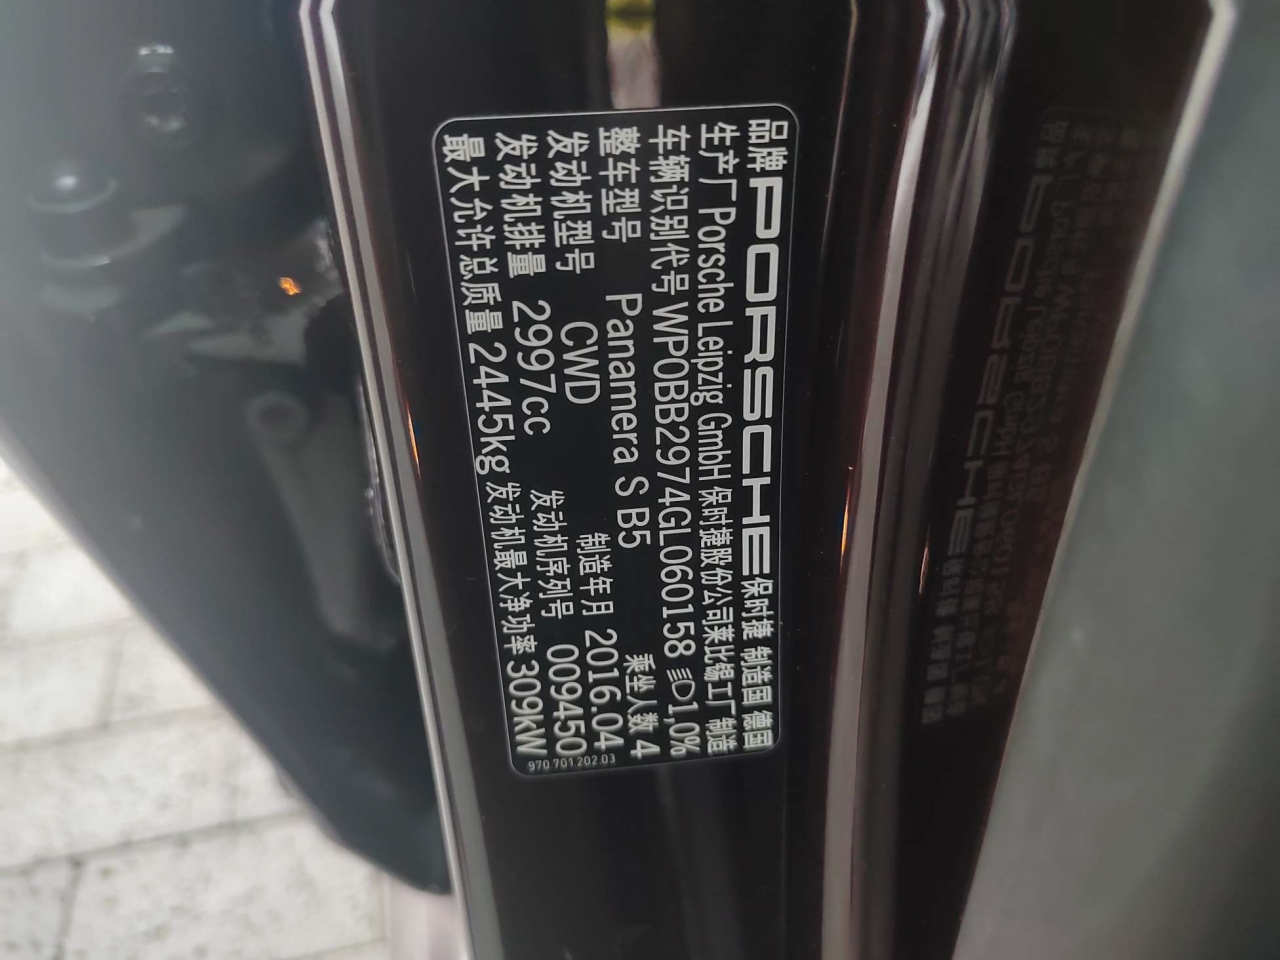 品牌 PORSCHE 保时捷 制造国 德国
生产厂 Porsche Leipzig GmbH 保时捷股份公司莱比锡工厂 制造
车辆识别代号 WP0BB2974GL060158 1,0%
整车型号 Panamera S B5 乘坐人数 4
发动机型号 CWD 制造年月 2016.04
发动机排量 2997cc 发动机序列号 009450
最大允许总质量 2445kg 发动机最大净功率 309kW
970.701.202.03